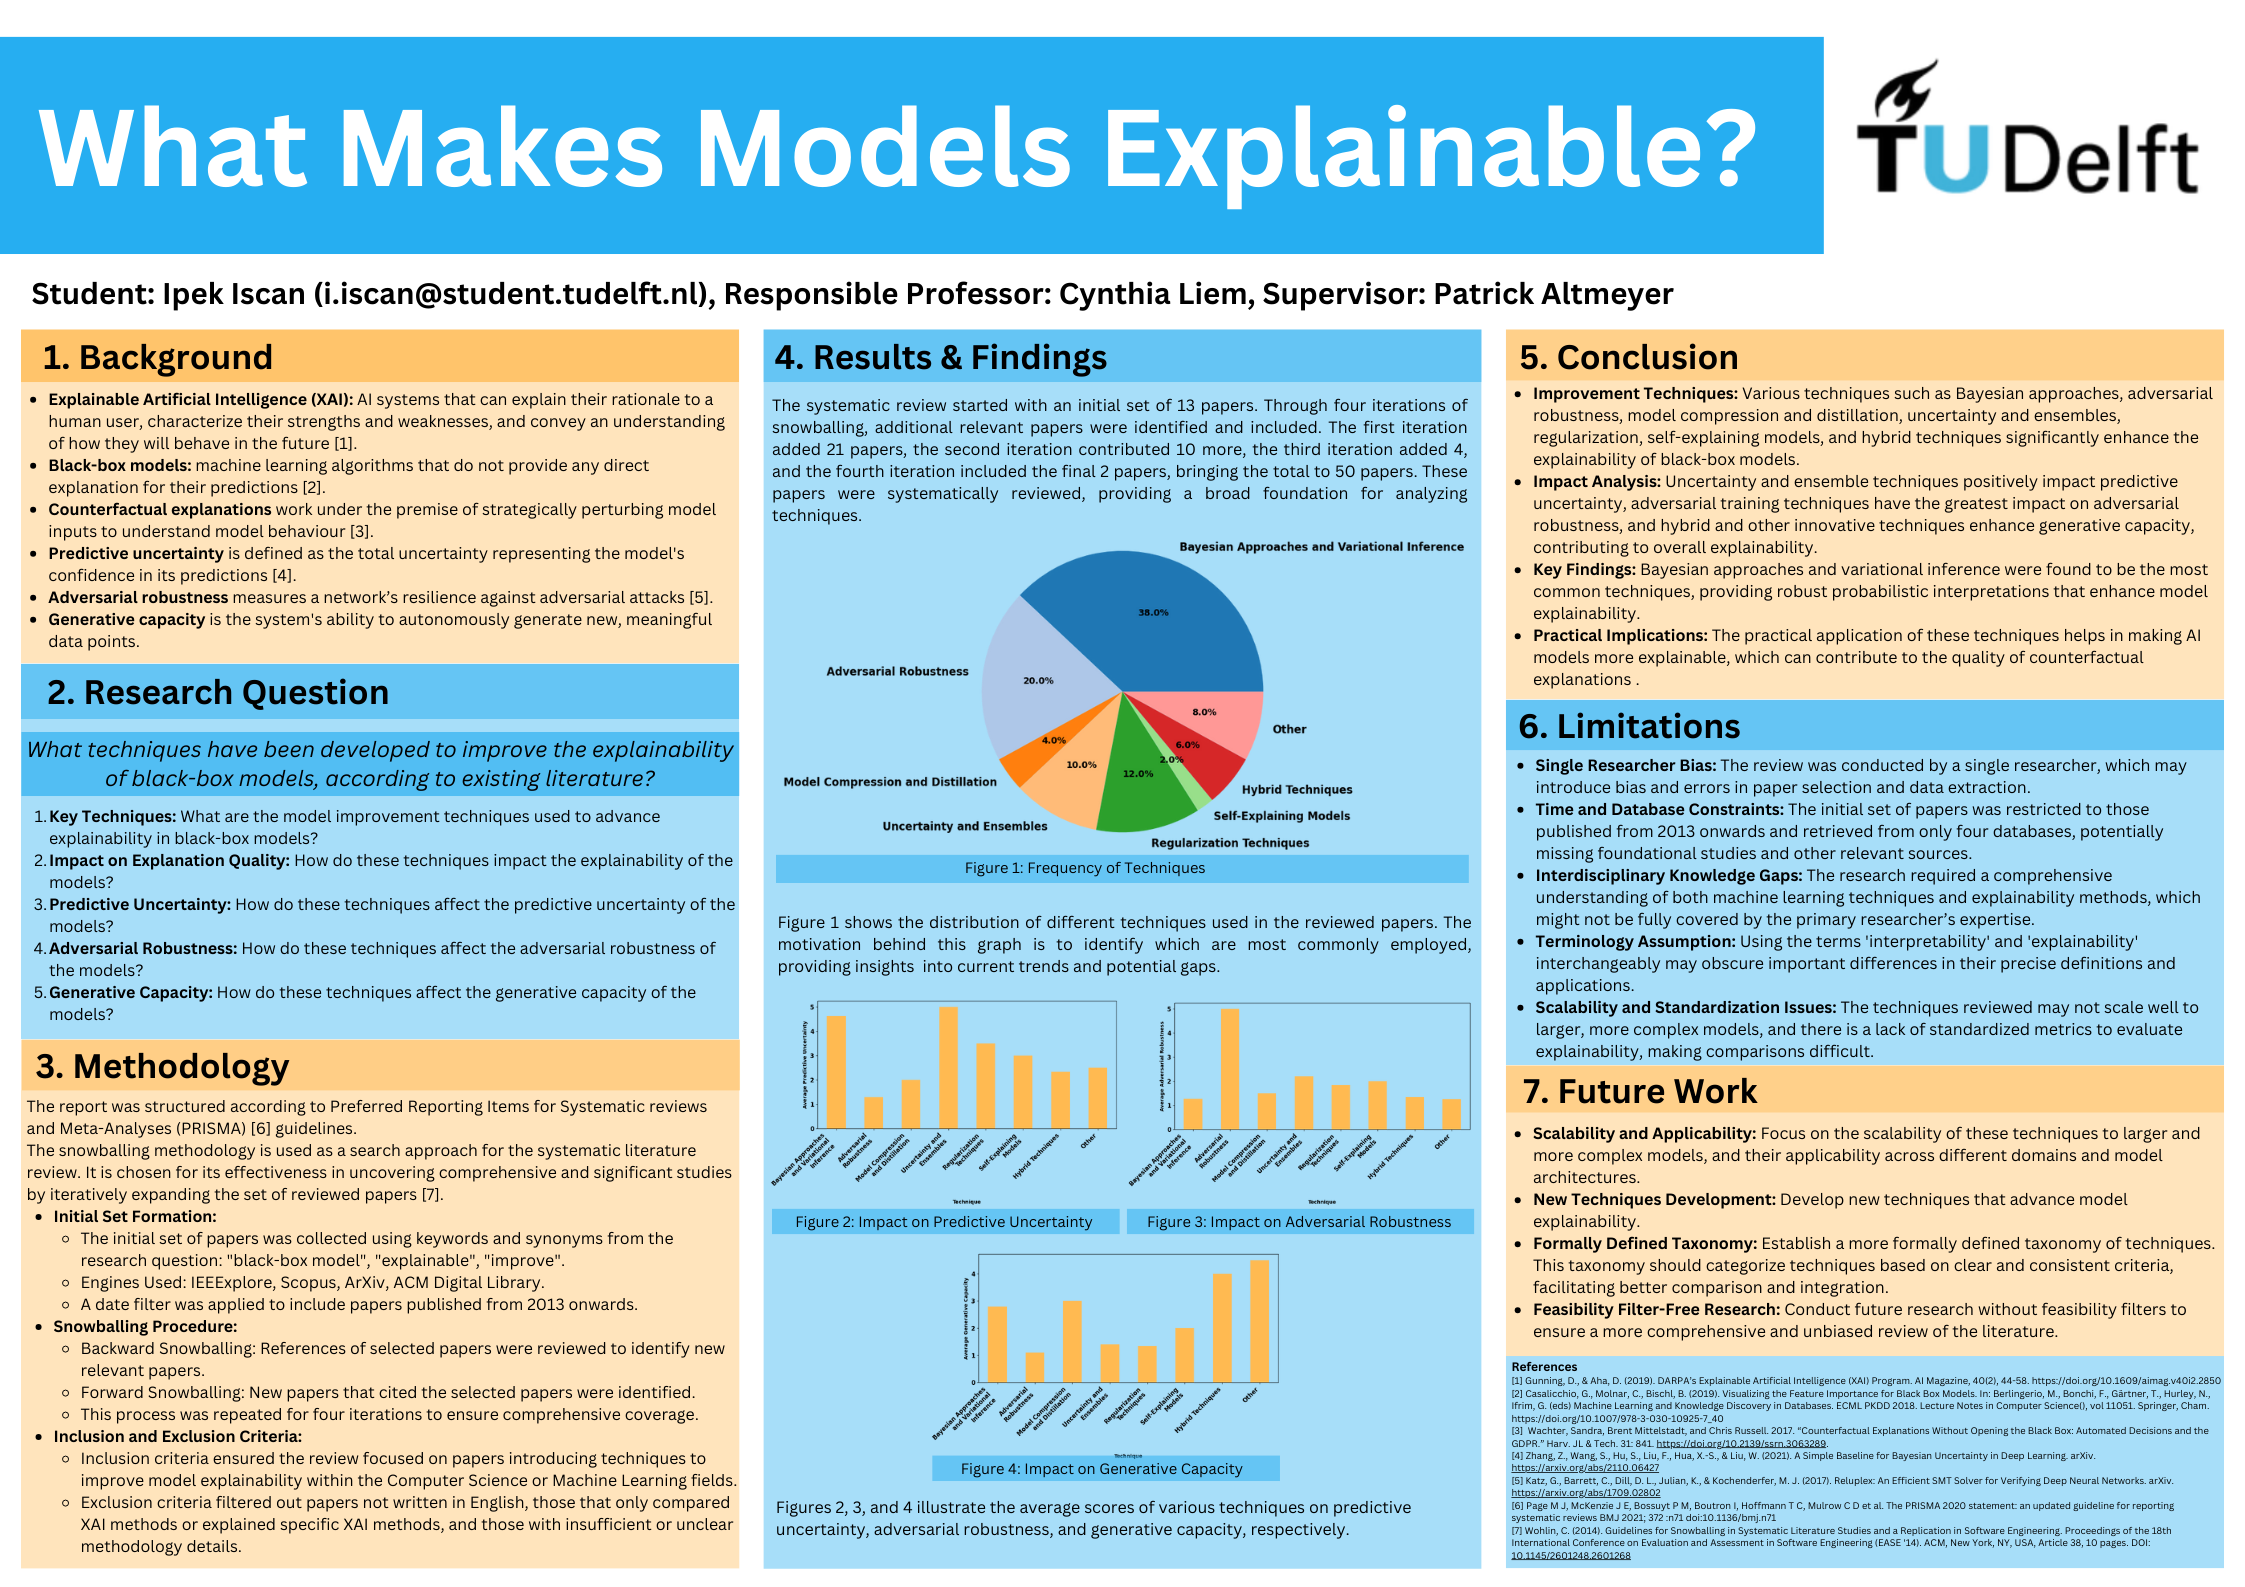 What Makes Models Explainable?
TUDelft
Student: Ipek Iscan (i.iscan@student.tudelft.nl), Responsible Professor: Cynthia Liem, Supervisor: Patrick Altmeyer
1. Background
• Explainable Artificial Intelligence (XAI): AI systems that can explain their rationale to a
human user, characterize their strengths and weaknesses, and convey an understanding
of how they will behave in the future [1].
• Black-box models: machine learning algorithms that do not provide any direct
explanation for their predictions [2].
• Counterfactual explanations work under the premise of strategically perturbing model
inputs to understand model behaviour [3].
• Predictive uncertainty is defined as the total uncertainty representing the model's
confidence in its predictions [4].
• Adversarial robustness measures a network’s resilience against adversarial attacks [5].
• Generative capacity is the system's ability to autonomously generate new, meaningful
data points.
2. Research Question
What techniques have been developed to improve the explainability
of black-box models, according to existing literature?
1. Key Techniques: What are the model improvement techniques used to advance
explainability in black-box models?
2. Impact on Explanation Quality: How do these techniques impact the explainability of the
models?
3. Predictive Uncertainty: How do these techniques affect the predictive uncertainty of the
models?
4. Adversarial Robustness: How do these techniques affect the adversarial robustness of
the models?
5. Generative Capacity: How do these techniques affect the generative capacity of the
models?
3. Methodology
The report was structured according to Preferred Reporting Items for Systematic reviews
and Meta-Analyses (PRISMA) [6] guidelines.
The snowballing methodology is used as a search approach for the systematic literature
review. It is chosen for its effectiveness in uncovering comprehensive and significant studies
by iteratively expanding the set of reviewed papers [7].
• Initial Set Formation:
◦ The initial set of papers was collected using keywords and synonyms from the
research question: "black-box model", "explainable", "improve".
◦ Engines Used: IEEExplore, Scopus, ArXiv, ACM Digital Library.
◦ A date filter was applied to include papers published from 2013 onwards.
• Snowballing Procedure:
◦ Backward Snowballing: References of selected papers were reviewed to identify new
relevant papers.
◦ Forward Snowballing: New papers that cited the selected papers were identified.
◦ This process was repeated for four iterations to ensure comprehensive coverage.
• Inclusion and Exclusion Criteria:
◦ Inclusion criteria ensured the review focused on papers introducing techniques to
improve model explainability within the Computer Science or Machine Learning fields.
◦ Exclusion criteria filtered out papers not written in English, those that only compared
XAI methods or explained specific XAI methods, and those with insufficient or unclear
methodology details.
4. Results & Findings
The systematic review started with an initial set of 13 papers. Through four iterations of
snowballing, additional relevant papers were identified and included. The first iteration
added 21 papers, the second iteration contributed 10 more, the third iteration added 4,
and the fourth iteration included the final 2 papers, bringing the total to 50 papers. These
papers were systematically reviewed, providing a broad foundation for analyzing
techniques.
Bayesian Approaches and Variational Inference
38.0%
Adversarial Robustness
20.0%
Model Compression and Distillation
4.0%
Uncertainty and Ensembles
10.0%
Regularization Techniques
12.0%
Self-Explaining Models
2.0%
Hybrid Techniques
6.0%
Other
8.0%
Figure 1: Frequency of Techniques
Figure 1 shows the distribution of different techniques used in the reviewed papers. The
motivation behind this graph is to identify which are most commonly employed,
providing insights into current trends and potential gaps.
Average Predictive Uncertainty
5
4
3
2
1
0
Bayesian Approaches
and Variational
Inference
Adversarial
Robustness
Model Compression
and Distillation
Uncertainty and
Ensembles
Regularization
Techniques
Self-Explaining
Models
Hybrid Techniques
Other
Technique
Figure 2: Impact on Predictive Uncertainty
Average Adversarial Robustness
5
4
3
2
1
0
Bayesian Approaches
and Variational
Inference
Adversarial
Robustness
Model Compression
and Distillation
Uncertainty and
Ensembles
Regularization
Techniques
Self-Explaining
Models
Hybrid Techniques
Other
Technique
Figure 3: Impact on Adversarial Robustness
Average Generative Capacity
4
3
2
1
0
Bayesian Approaches
and Variational
Inference
Adversarial
Robustness
Model Compression
and Distillation
Uncertainty and
Ensembles
Regularization
Techniques
Self-Explaining
Models
Hybrid Techniques
Other
Technique
Figure 4: Impact on Generative Capacity
Figures 2, 3, and 4 illustrate the average scores of various techniques on predictive
uncertainty, adversarial robustness, and generative capacity, respectively.
5. Conclusion
• Improvement Techniques: Various techniques such as Bayesian approaches, adversarial
robustness, model compression and distillation, uncertainty and ensembles,
regularization, self-explaining models, and hybrid techniques significantly enhance the
explainability of black-box models.
• Impact Analysis: Uncertainty and ensemble techniques positively impact predictive
uncertainty, adversarial training techniques have the greatest impact on adversarial
robustness, and hybrid and other innovative techniques enhance generative capacity,
contributing to overall explainability.
• Key Findings: Bayesian approaches and variational inference were found to be the most
common techniques, providing robust probabilistic interpretations that enhance model
explainability.
• Practical Implications: The practical application of these techniques helps in making AI
models more explainable, which can contribute to the quality of counterfactual
explanations .
6. Limitations
• Single Researcher Bias: The review was conducted by a single researcher, which may
introduce bias and errors in paper selection and data extraction.
• Time and Database Constraints: The initial set of papers was restricted to those
published from 2013 onwards and retrieved from only four databases, potentially
missing foundational studies and other relevant sources.
• Interdisciplinary Knowledge Gaps: The research required a comprehensive
understanding of both machine learning techniques and explainability methods, which
might not be fully covered by the primary researcher’s expertise.
• Terminology Assumption: Using the terms 'interpretability' and 'explainability'
interchangeably may obscure important differences in their precise definitions and
applications.
• Scalability and Standardization Issues: The techniques reviewed may not scale well to
larger, more complex models, and there is a lack of standardized metrics to evaluate
explainability, making comparisons difficult.
7. Future Work
• Scalability and Applicability: Focus on the scalability of these techniques to larger and
more complex models, and their applicability across different domains and model
architectures.
• New Techniques Development: Develop new techniques that advance model
explainability.
• Formally Defined Taxonomy: Establish a more formally defined taxonomy of techniques.
This taxonomy should categorize techniques based on clear and consistent criteria,
facilitating better comparison and integration.
• Feasibility Filter-Free Research: Conduct future research without feasibility filters to
ensure a more comprehensive and unbiased review of the literature.
References
[1] Gunning, D., & Aha, D. (2019). DARPA’s Explainable Artificial Intelligence (XAI) Program. AI Magazine, 40(2), 44-58. https://doi.org/10.1609/aimag.v40i2.2850
[2] Casalicchio, G., Molnar, C., Bischl, B. (2019). Visualizing the Feature Importance for Black Box Models. In: Berlingerio, M., Bonchi, F., Gärtner, T., Hurley, N.,
Ifrim, G. (eds) Machine Learning and Knowledge Discovery in Databases. ECML PKDD 2018. Lecture Notes in Computer Science(), vol 11051. Springer, Cham.
https://doi.org/10.1007/978-3-030-10925-7_40
[3] Wachter, Sandra, Brent Mittelstadt, and Chris Russell. 2017. “Counterfactual Explanations Without Opening the Black Box: Automated Decisions and the
GDPR.” Harv. JL & Tech. 31: 841. https://doi.org/10.2139/ssrn.3063289.
[4] Zhang, Z., Wang, S., Hu, S., Liu, F., Hua, X.-S., & Liu, W. (2021). A Simple Baseline for Bayesian Uncertainty in Deep Learning. arXiv.
https://arxiv.org/abs/2110.06427
[5] Katz, G., Barrett, C., Dill, D. L., Julian, K., & Kochenderfer, M. J. (2017). Reluplex: An Efficient SMT Solver for Verifying Deep Neural Networks. arXiv.
https://arxiv.org/abs/1709.02802
[6] Page M J, McKenzie J E, Bossuyt P M, Boutron I, Hoffmann T C, Mulrow C D et al. The PRISMA 2020 statement: an updated guideline for reporting
systematic reviews BMJ 2021; 372 :n71 doi:10.1136/bmj.n71
[7] Wohlin, C. (2014). Guidelines for Snowballing in Systematic Literature Studies and a Replication in Software Engineering. Proceedings of the 18th
International Conference on Evaluation and Assessment in Software Engineering (EASE '14). ACM, New York, NY, USA, Article 38, 10 pages. DOI:
10.1145/2601248.2601268